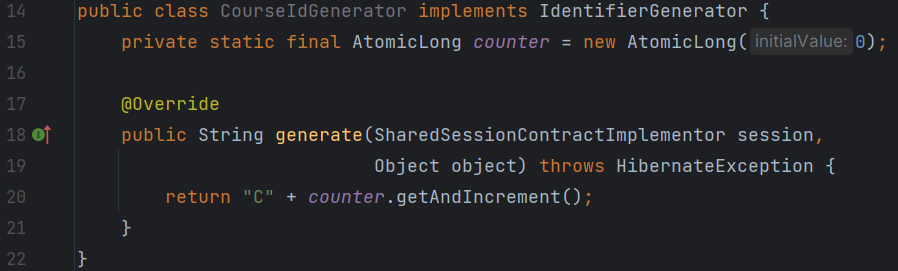 14 public class CourseIdGenerator implements IdentifierGenerator {
15     private static final AtomicLong counter = new AtomicLong( initialValue: 0);
16
17     @Override
18     public String generate(SharedSessionContractImplementor session,
19                            Object object) throws HibernateException {
20         return "C" + counter.getAndIncrement();
21     }
22 }